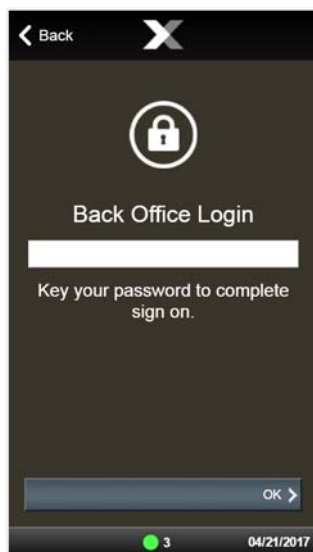 Back
Back Office Login
Key your password to complete
sign on.
OK
3
04/21/2017